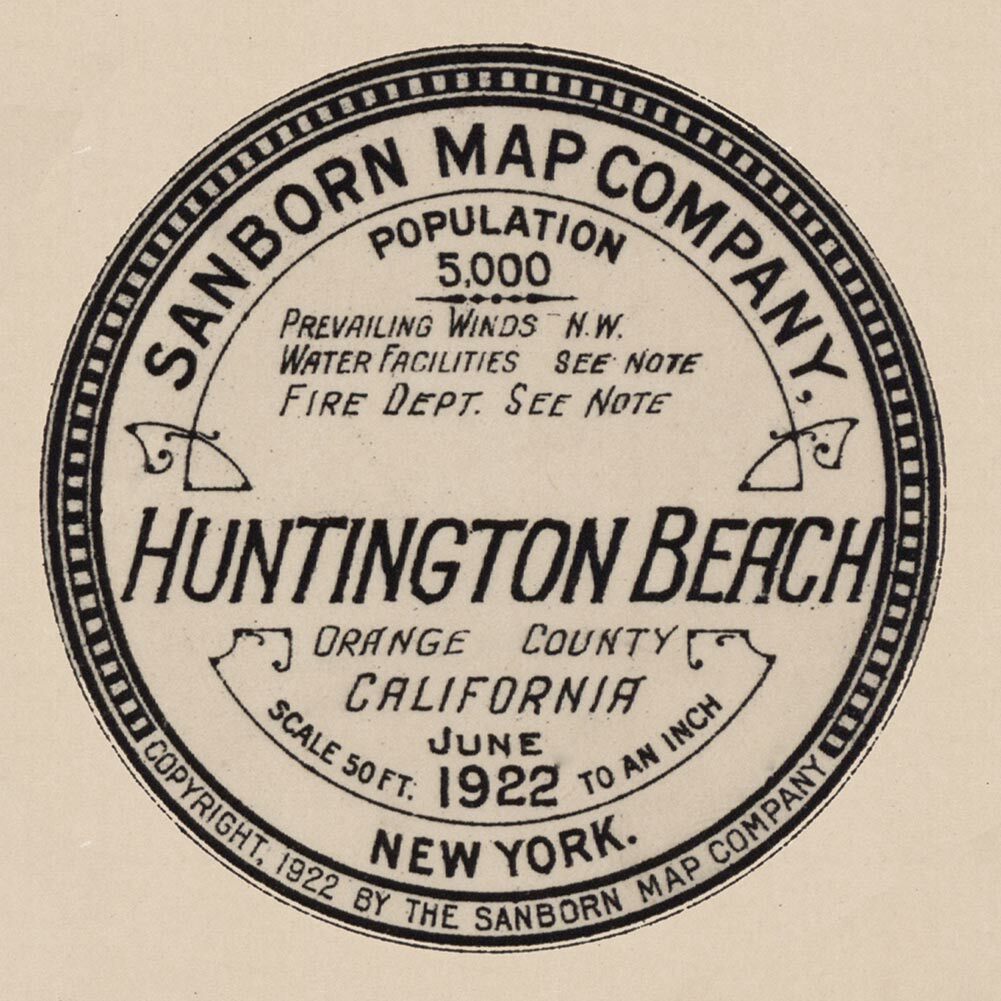 SANBORN MAP COMPANY,
POPULATION
5,000
PREVAILING WINDS N.W.
WATER FACILITIES SEE NOTE
FIRE DEPT. SEE NOTE
HUNTINGTON BEACH
ORANGE COUNTY
CALIFORNIA
JUNE
1922
SCALE 50 FT. TO AN INCH
NEW YORK.
COPYRIGHT, 1922 BY THE SANBORN MAP COMPANY